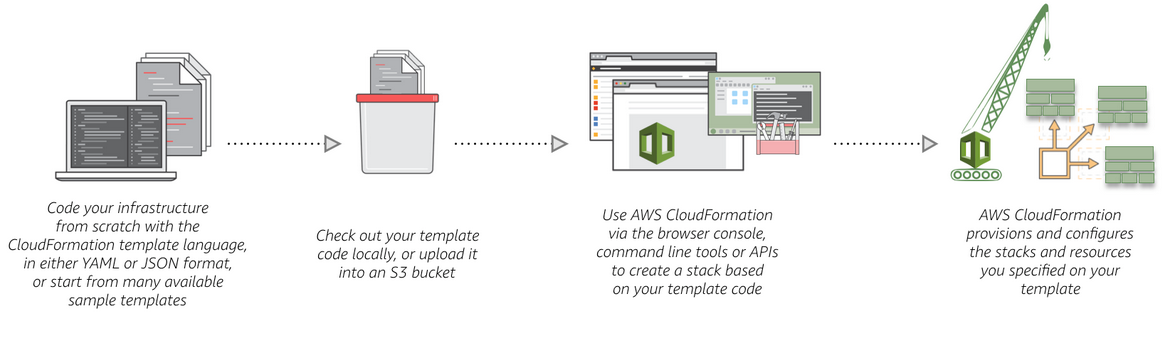 Code your infrastructure
from scratch with the
CloudFormation template language,
in either YAML or JSON format,
or start from many available
sample templates
Check out your template
code locally, or upload it
into an S3 bucket
Use AWS CloudFormation
via the browser console,
command line tools or APIs
to create a stack based
on your template code
AWS CloudFormation
provisions and configures
the stacks and resources
you specified on your
template